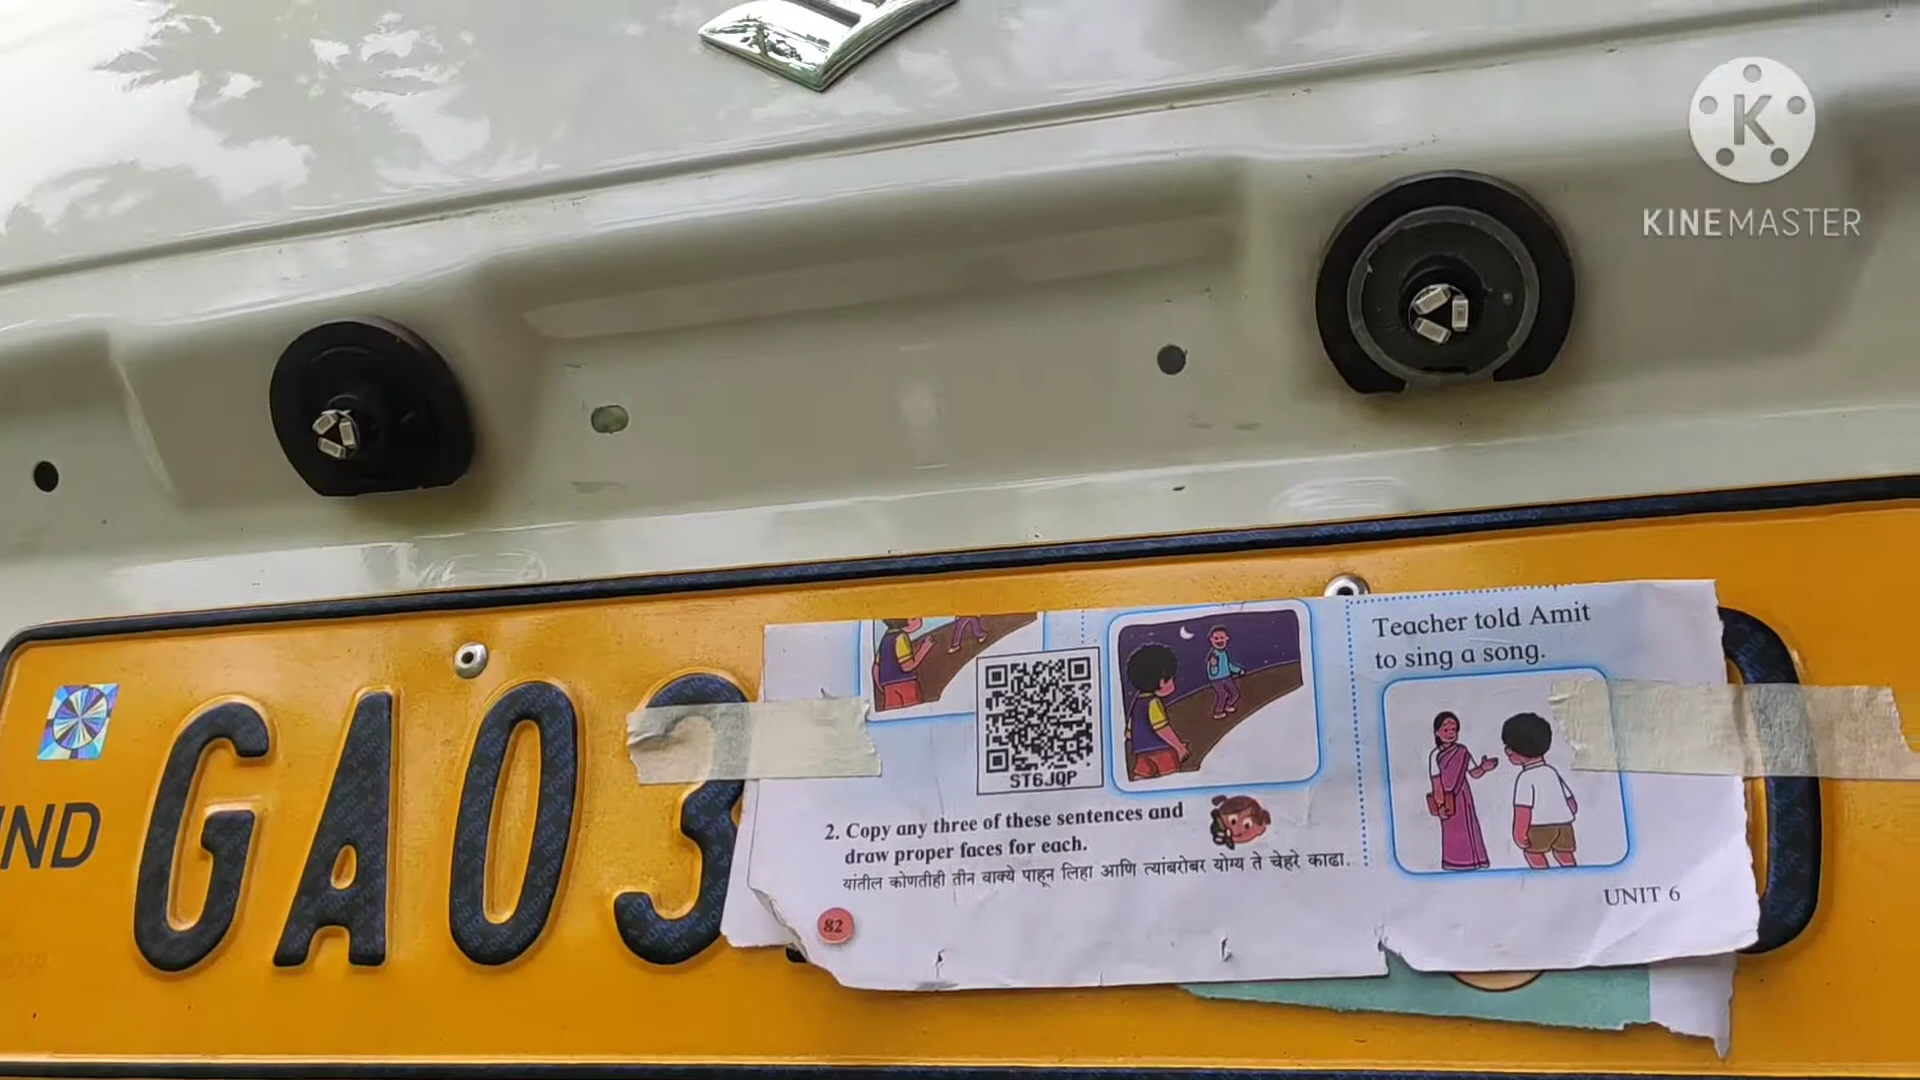 K
KINEMASTER
IND
GA03
Teacher told Amit
to sing a song.
ST6JQP
2. Copy any three of these sentences and
draw proper faces for each.
यांतील कोणतीही तीन वाक्ये पाहून लिहा आणि त्यांबरोबर योग्य ते चेहरे काढा.
82
UNIT 6